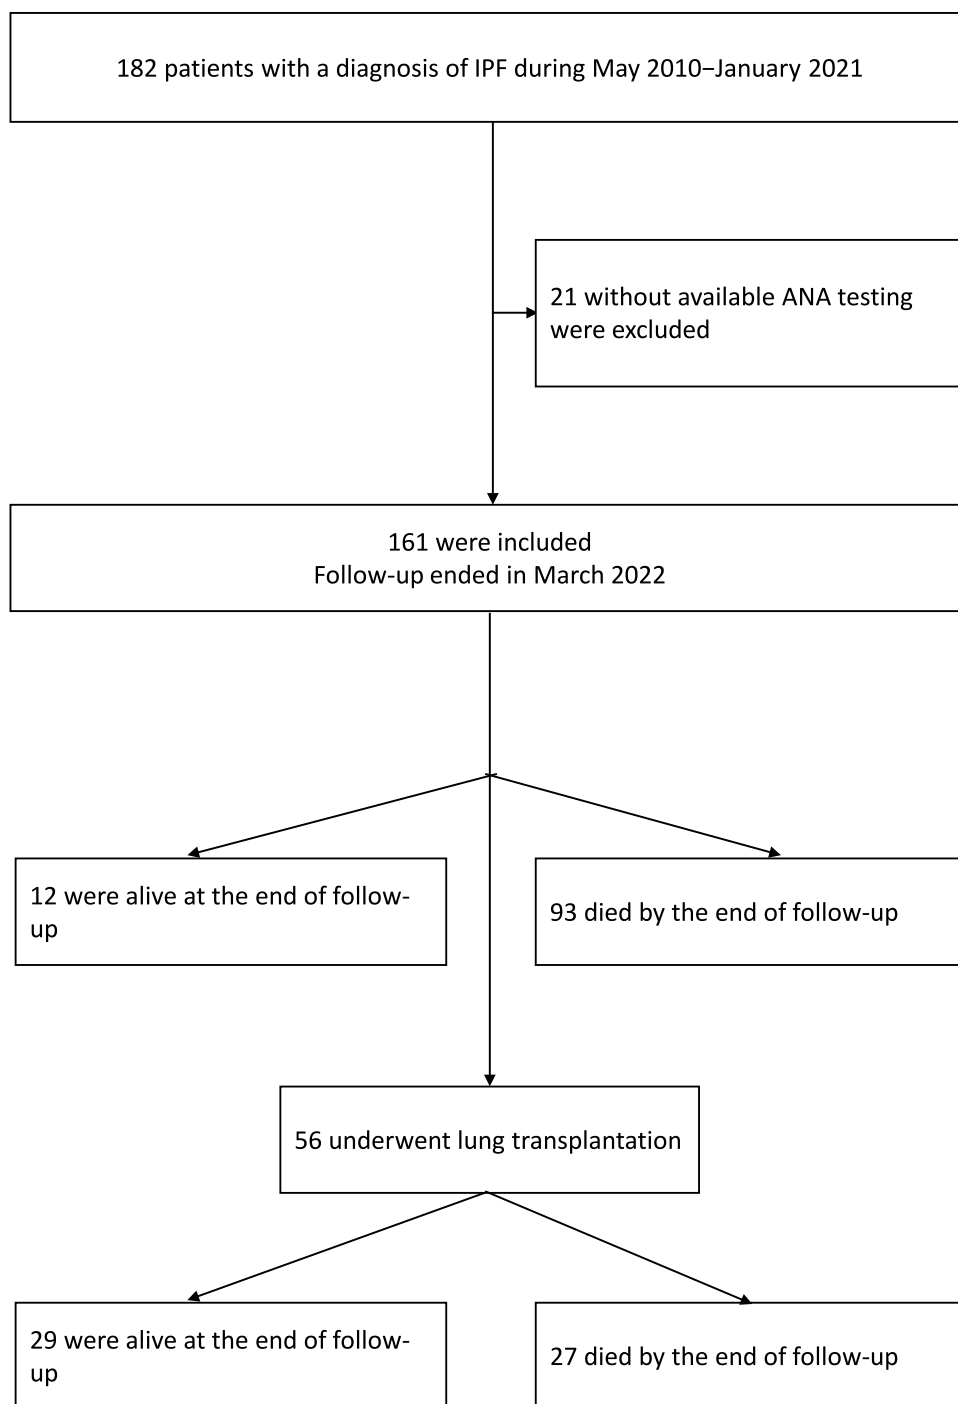 182 patients with a diagnosis of IPF during May 2010–January 2021
21 without available ANA testing
were excluded
161 were included
Follow-up ended in March 2022
12 were alive at the end of follow-
up
93 died by the end of follow-up
56 underwent lung transplantation
29 were alive at the end of follow-
up
27 died by the end of follow-up